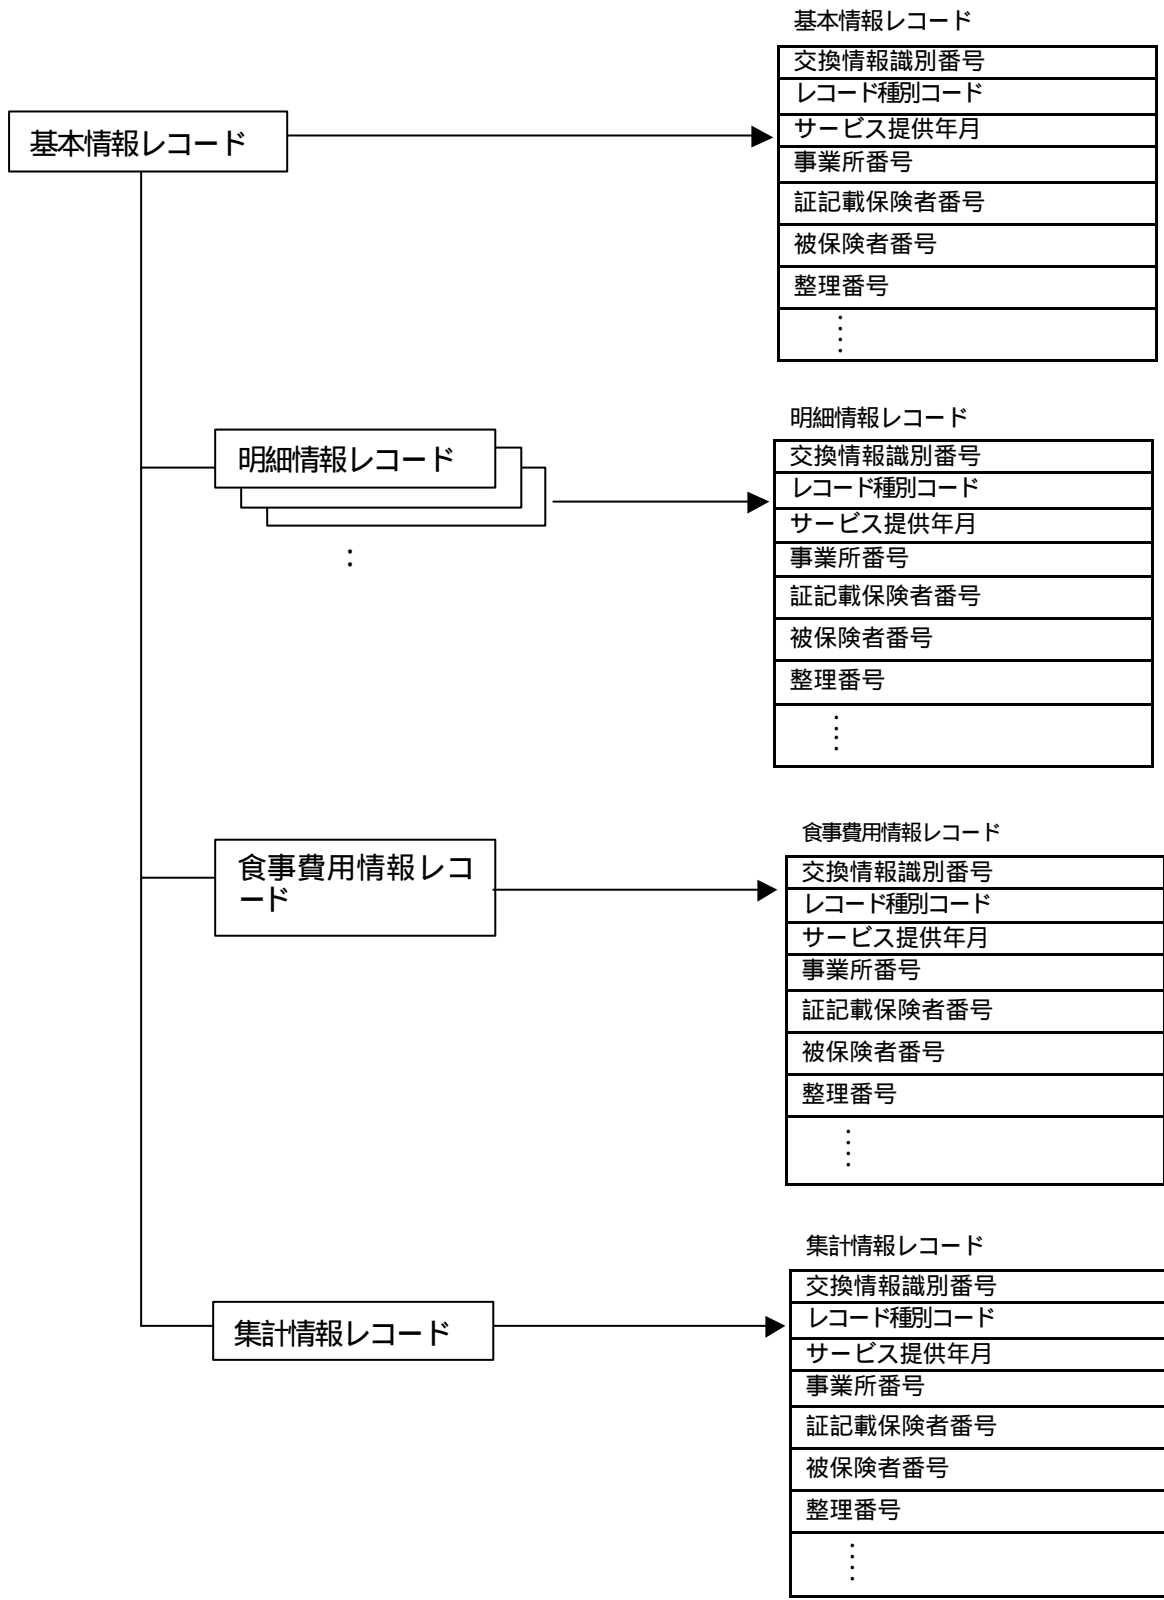 基本情報レコード
基本情報レコード
交換情報識別番号
レコード種別コード
サービス提供年月
事業所番号
証記載保険者番号
被保険者番号
整理番号
⋮
明細情報レコード
:
明細情報レコード
交換情報識別番号
レコード種別コード
サービス提供年月
事業所番号
証記載保険者番号
被保険者番号
整理番号
⋮
食事費用情報レコ
ード
食事費用情報レコード
交換情報識別番号
レコード種別コード
サービス提供年月
事業所番号
証記載保険者番号
被保険者番号
整理番号
⋮
集計情報レコード
集計情報レコード
交換情報識別番号
レコード種別コード
サービス提供年月
事業所番号
証記載保険者番号
被保険者番号
整理番号
⋮